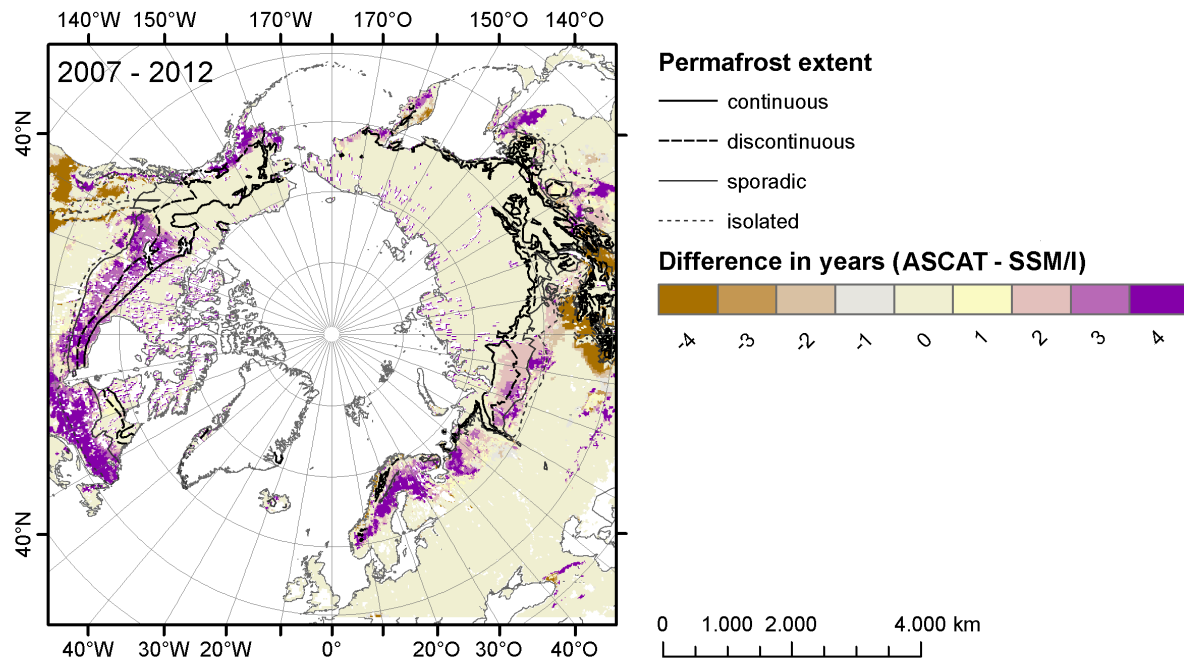 140°W 150°W 170°W 170°O 150°O 140°O
2007 - 2012
40°N
40°N
40°W 30°W 20°W 0° 20°O 30°O 40°O
Permafrost extent
continuous
discontinuous
sporadic
isolated
Difference in years (ASCAT - SSM/I)
-4 -3 -2 -1 0 1 2 3 4
0 1.000 2.000 4.000 km